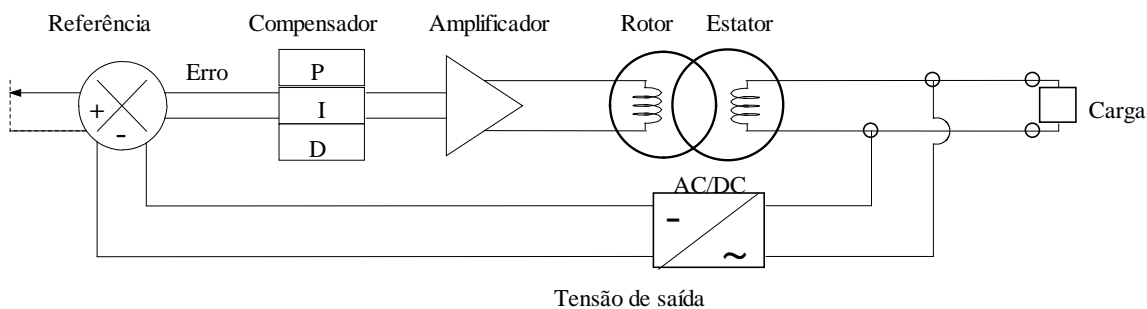 Referência
Compensador
Amplificador
Rotor
Estator
Erro
P
I
D
+
-
Carga
AC/DC
-
~
Tensão de saída